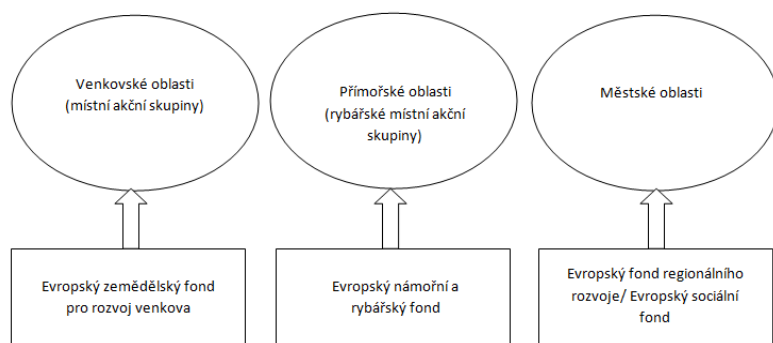 Venkovské oblasti
(místní akční skupiny)
Přímořské oblasti
(rybářské místní akční
skupiny)
Městské oblasti
Evropský zemědělský fond
pro rozvoj venkova
Evropský námořní a
rybářský fond
Evropský fond regionálního
rozvoje/ Evropský sociální
fond